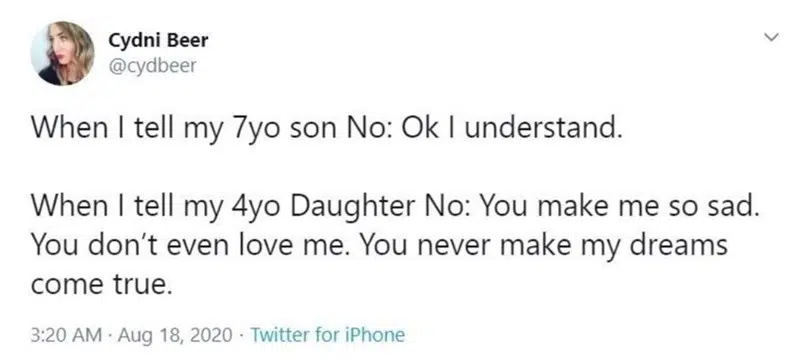 Cydni Beer
@cydbeer
When I tell my 7yo son No: Ok I understand.
When I tell my 4yo Daughter No: You make me so sad.
You don't even love me. You never make my dreams
come true.
3:20 AM · Aug 18, 2020 · Twitter for iPhone